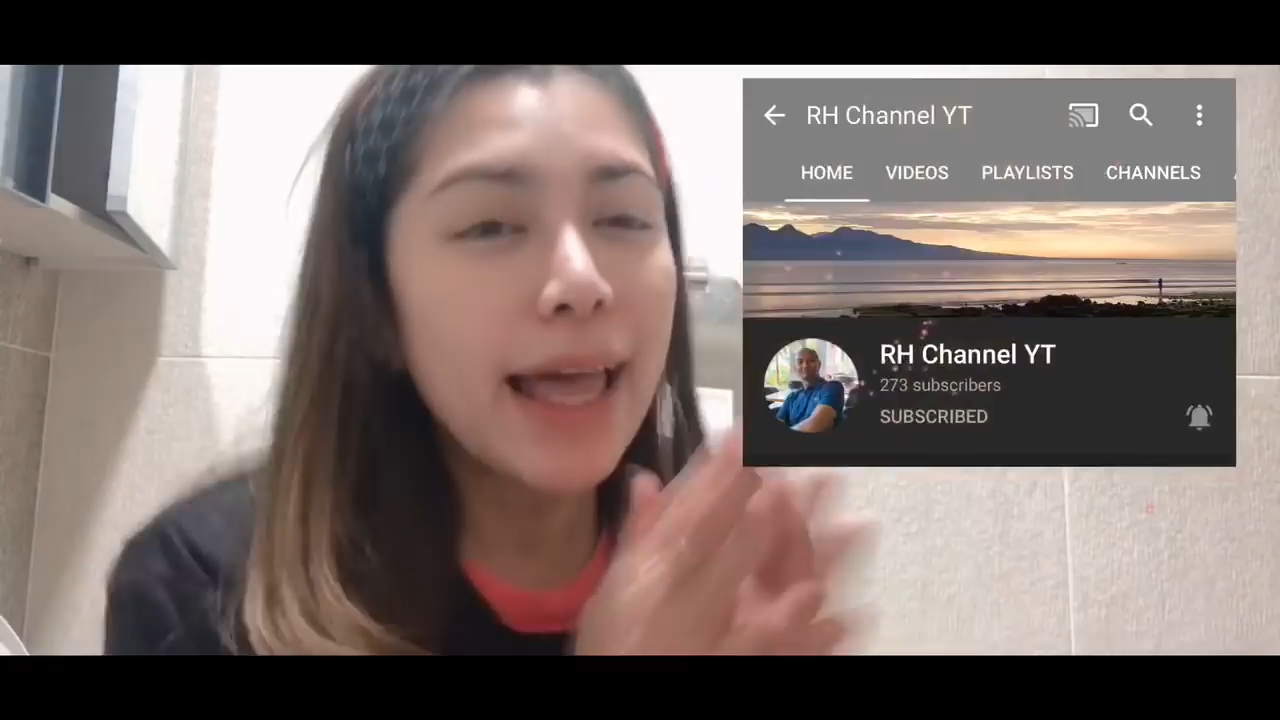 RH Channel YT
HOME VIDEOS PLAYLISTS CHANNELS
RH Channel YT
273 subscribers
SUBSCRIBED